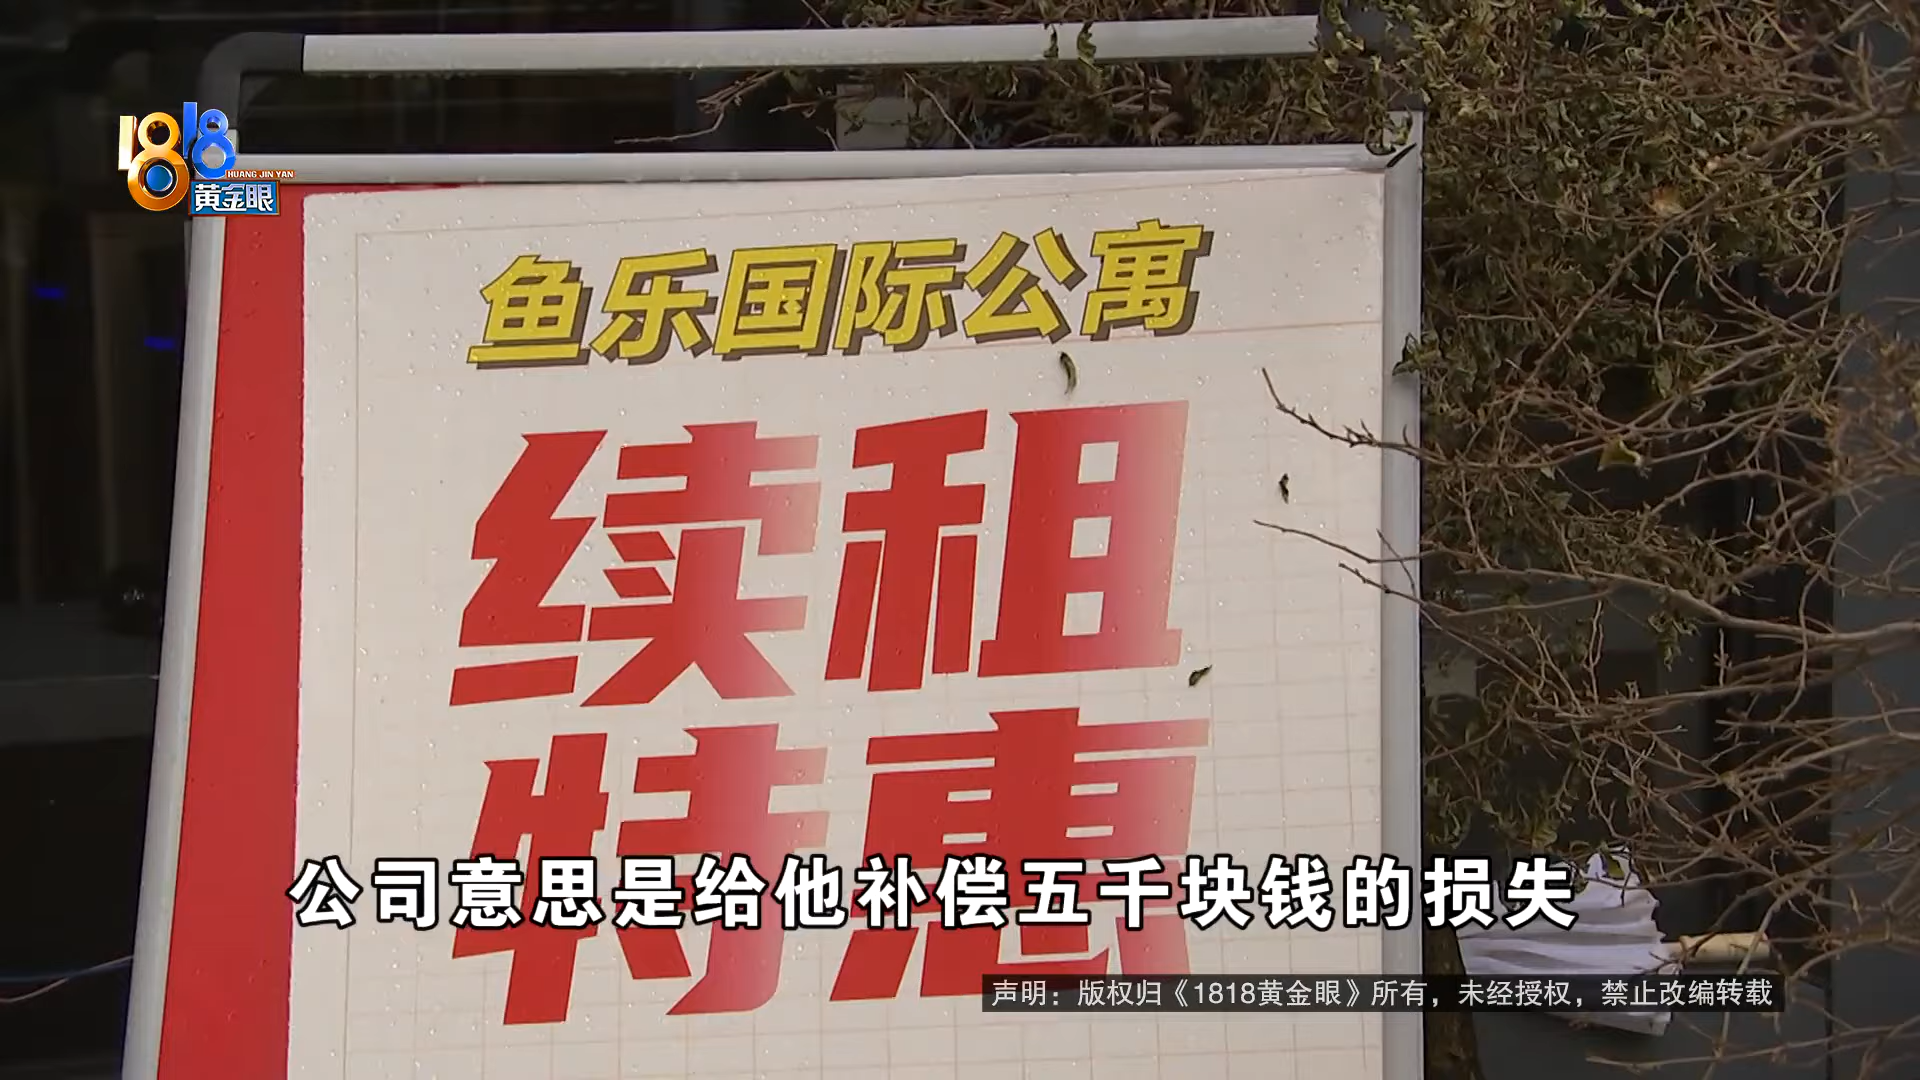 1818
HUANG JIN YAN
黄金眼
鱼乐国际公寓
续租
特惠
公司意思是给他补偿五千块钱的损失
声明：版权归《1818黄金眼》所有，未经授权，禁止改编转载